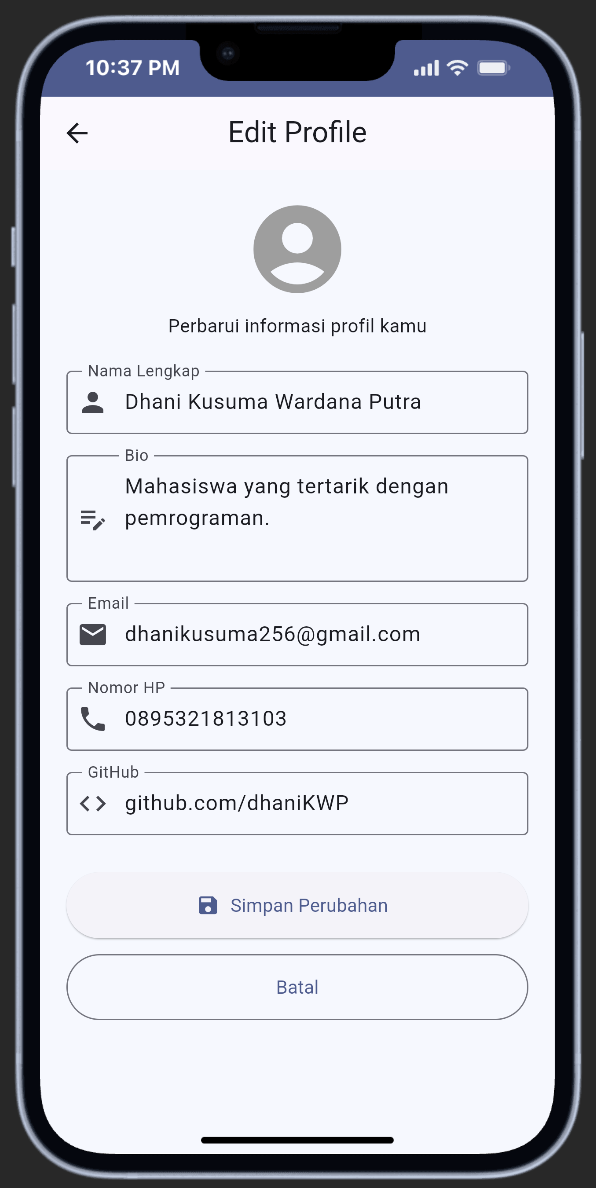 10:37 PM
Edit Profile
Perbarui informasi profil kamu
Nama Lengkap
Dhani Kusuma Wardana Putra
Bio
Mahasiswa yang tertarik dengan
pemrograman.
Email
dhanikusuma256@gmail.com
Nomor HP
0895321813103
GitHub
github.com/dhaniKWP
Simpan Perubahan
Batal